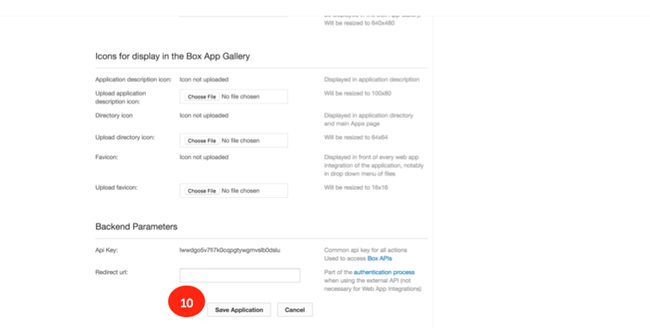 Will be resized to 640x480
Icons for display in the Box App Gallery
Application description icon: Icon not uploaded Displayed in application description
Upload application Choose File No file chosen Will be resized to 100x80
description icon:
Directory icon Icon not uploaded Displayed in application directory
and main Apps page
Upload directory icon: Choose File No file chosen Will be resized to 64x64
Favicon: Icon not uploaded Displayed in front of every web app
integration of the application, notably
in drop down menu of files
Upload favicon: Choose File No file chosen Will be resized to 16x16
Backend Parameters
Api Key: Common api key for all actions
Used to access Box APIs
Redirect url: Part of the authentication process
when using the external API (not
necessary for Web App Integrations)
10 Save Application Cancel